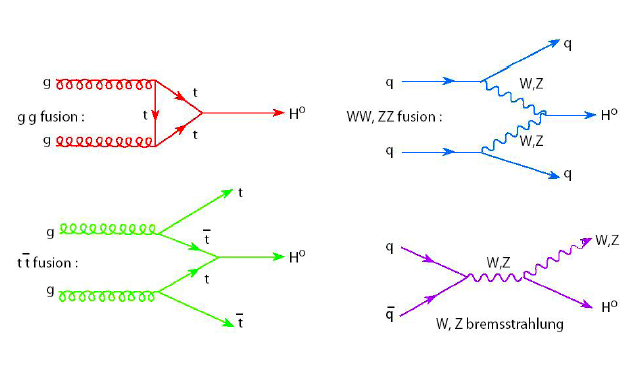 g
t
g g fusion :
t
t
H⁰
g
q
q
W,Z
WW, ZZ fusion :
H⁰
W,Z
q
q
t
g
t̄
t t̄ fusion :
H⁰
t
g
t̄
q
W,Z
W,Z
q̄
H⁰
W, Z bremsstrahlung